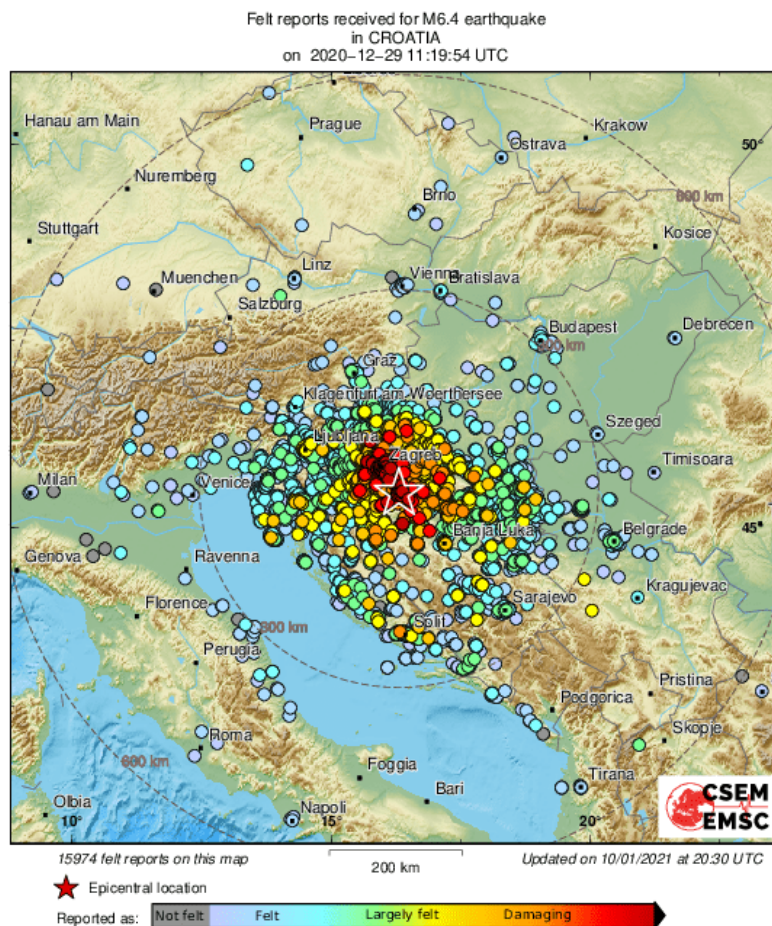 Felt reports received for M6.4 earthquake
in CROATIA
on 2020-12-29 11:19:54 UTC
Hanau am Main
Prague
Krakow
50°
Ostrava
Nuremberg
Brno
600 km
Stuttgart
Kosice
Linz
Muenchen
Vienna
Bratislava
Salzburg
Budapest
Debrecen
300 km
Graz
Klagenfurt am Woerthersee
Ljubljana
Szeged
Zagreb
Timisoara
Milan
Venice
Banja Luka
Belgrade
45°
Genova
Ravenna
Kragujevac
Florence
Sarajevo
Split
300 km
Perugia
Pristina
Podgorica
Roma
Skopje
600 km
Foggia
Tirana
Bari
CSEM
EMSC
Olbia
Napoli
10°
15°
20°
15974 felt reports on this map
Updated on 10/01/2021 at 20:30 UTC
200 km
Epicentral location
Reported as:
Not felt
Felt
Largely felt
Damaging